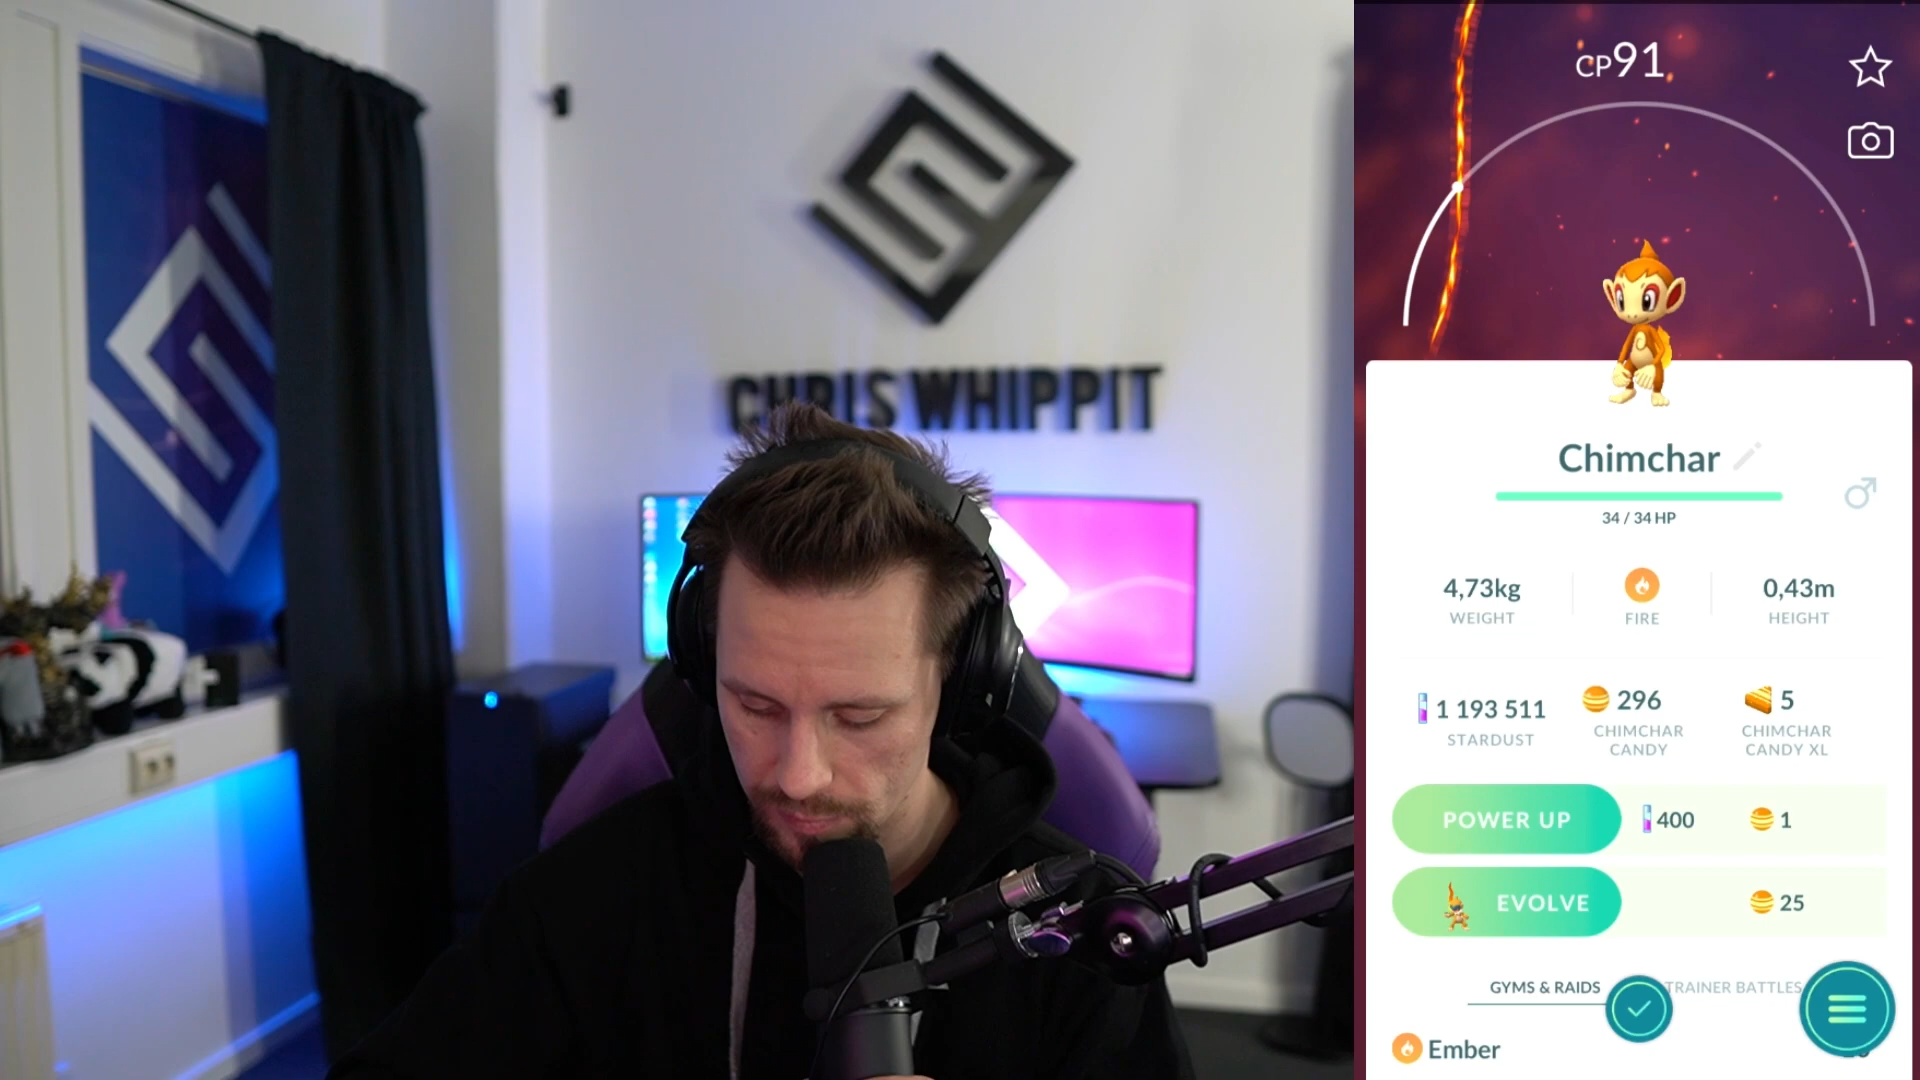 CHRIS WHIPPIT
CP91
Chimchar
34 / 34 HP
4,73kg
WEIGHT
FIRE
0,43m
HEIGHT
1 193 511
STARDUST
296
CHIMCHAR
CANDY
5
CHIMCHAR
CANDY XL
POWER UP
400
1
EVOLVE
25
GYMS & RAIDS
TRAINER BATTLES
Ember